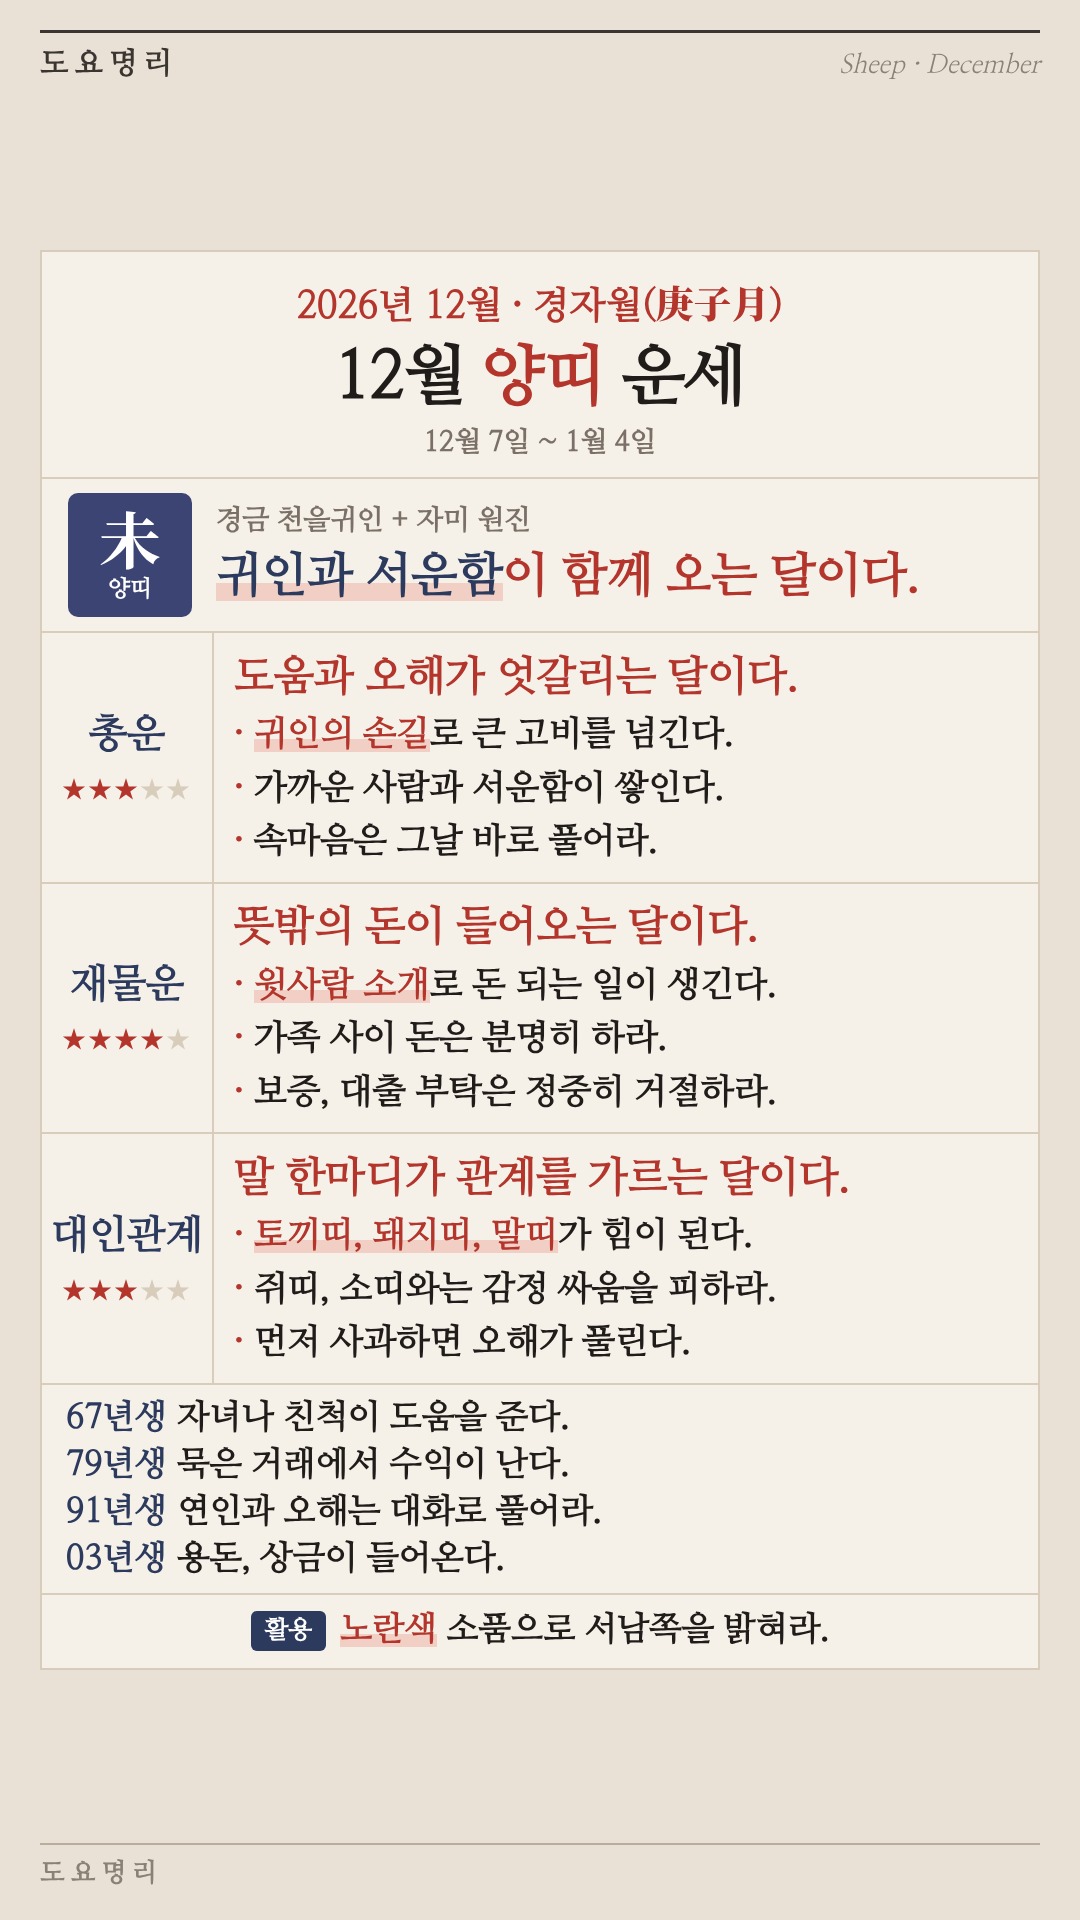 도요명리
Sheep · December
2026년 12월 · 경자월(庚子月)
12월 양띠 운세
12월 7일 ~ 1월 4일
未
양띠
경금 천을귀인 + 자미 원진
귀인과 서운함이 함께 오는 달이다.
총운
★★★★★
도움과 오해가 엇갈리는 달이다.
· 귀인의 손길로 큰 고비를 넘긴다.
· 가까운 사람과 서운함이 쌓인다.
· 속마음은 그날 바로 풀어라.
재물운
★★★★★
뜻밖의 돈이 들어오는 달이다.
· 윗사람 소개로 돈 되는 일이 생긴다.
· 가족 사이 돈은 분명히 하라.
· 보증, 대출 부탁은 정중히 거절하라.
대인관계
★★★★★
말 한마디가 관계를 가르는 달이다.
· 토끼띠, 돼지띠, 말띠가 힘이 된다.
· 쥐띠, 소띠와는 감정 싸움을 피하라.
· 먼저 사과하면 오해가 풀린다.
67년생 자녀나 친척이 도움을 준다.
79년생 묵은 거래에서 수익이 난다.
91년생 연인과 오해는 대화로 풀어라.
03년생 용돈, 상금이 들어온다.
활용 노란색 소품으로 서남쪽을 밝혀라.
도요명리